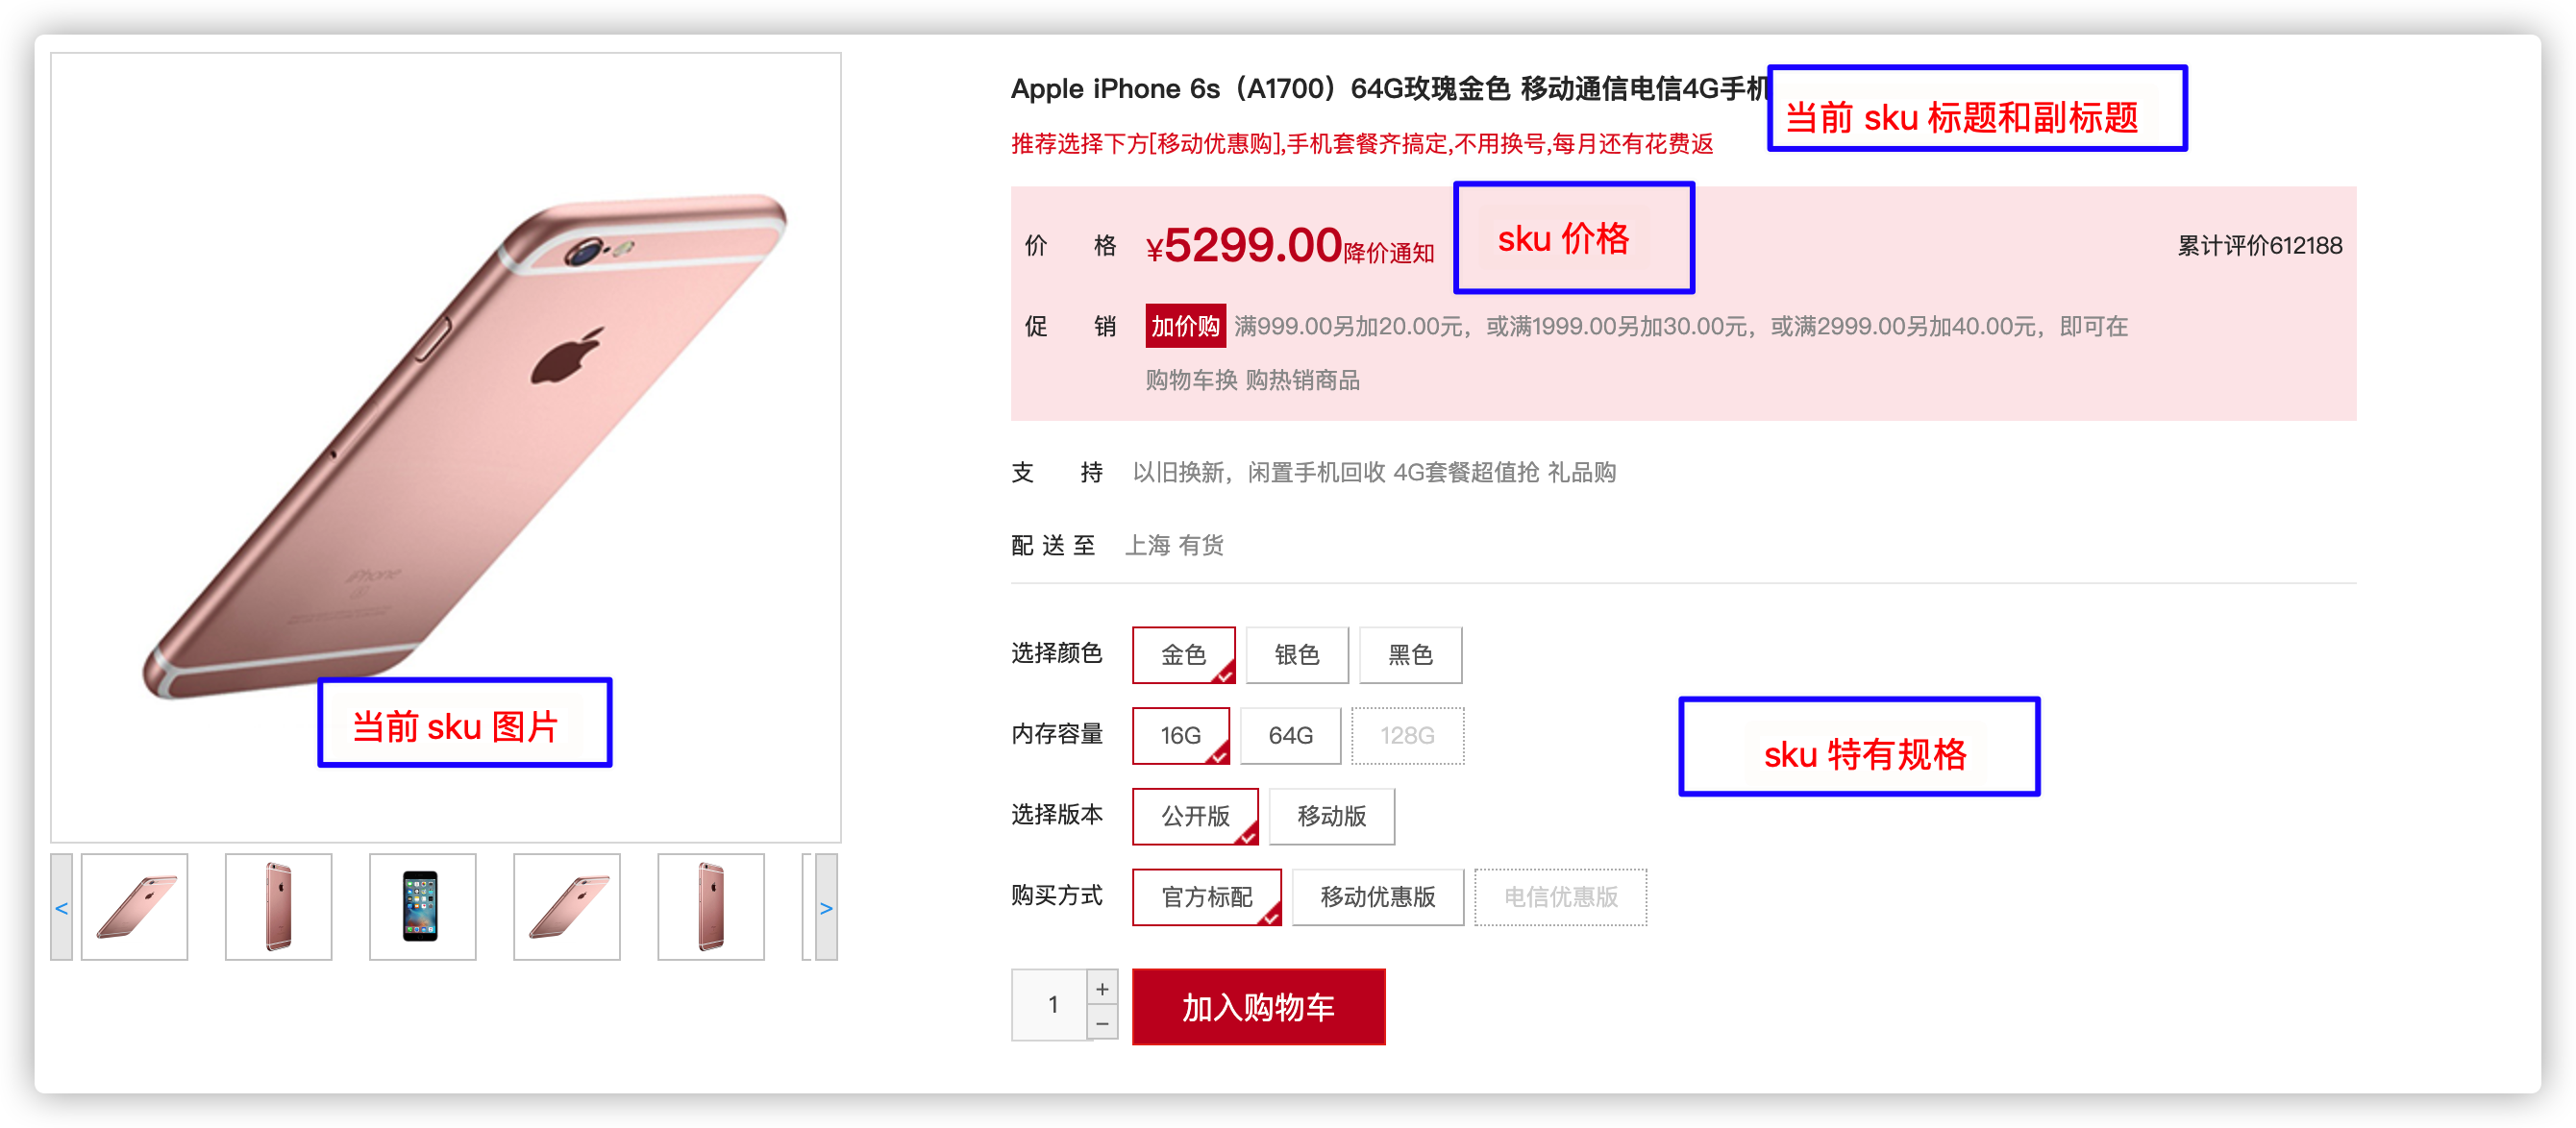 Apple iPhone 6s（A1700）64G玫瑰金色 移动通信电信4G手机
当前 sku 标题和副标题
推荐选择下方[移动优惠购],手机套餐齐搞定,不用换号,每月还有花费返
价 格 ¥5299.00降价通知
sku 价格
累计评价612188
促 销 加价购 满999.00另加20.00元，或满1999.00另加30.00元，或满2999.00另加40.00元，即可在
购物车换 购热销商品
支 持 以旧换新，闲置手机回收 4G套餐超值抢 礼品购
配 送 至 上海 有货
iPhone
当前 sku 图片
选择颜色 金色 银色 黑色
内存容量 16G 64G 128G
sku 特有规格
选择版本 公开版 移动版
购买方式 官方标配 移动优惠版 电信优惠版
< >
1 + −
加入购物车